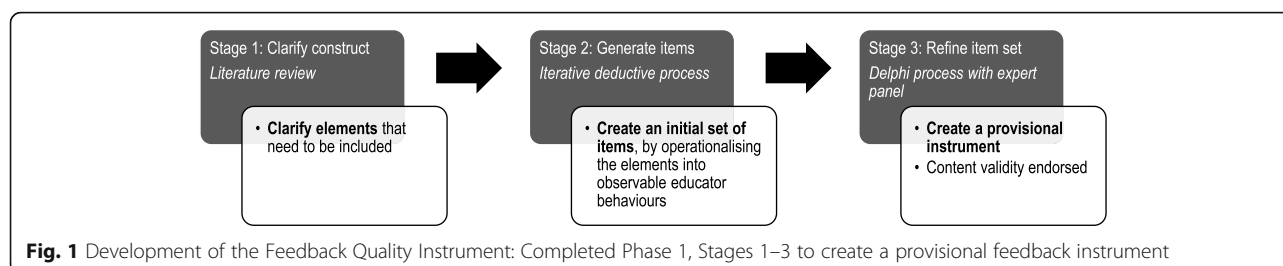 Stage 1: Clarify construct
Literature review
• Clarify elements that
need to be included
Stage 2: Generate items
Iterative deductive process
• Create an initial set of
items, by operationalising
the elements into
observable educator
behaviours
Stage 3: Refine item set
Delphi process with expert
panel
• Create a provisional
instrument
• Content validity endorsed
Fig. 1 Development of the Feedback Quality Instrument: Completed Phase 1, Stages 1–3 to create a provisional feedback instrument